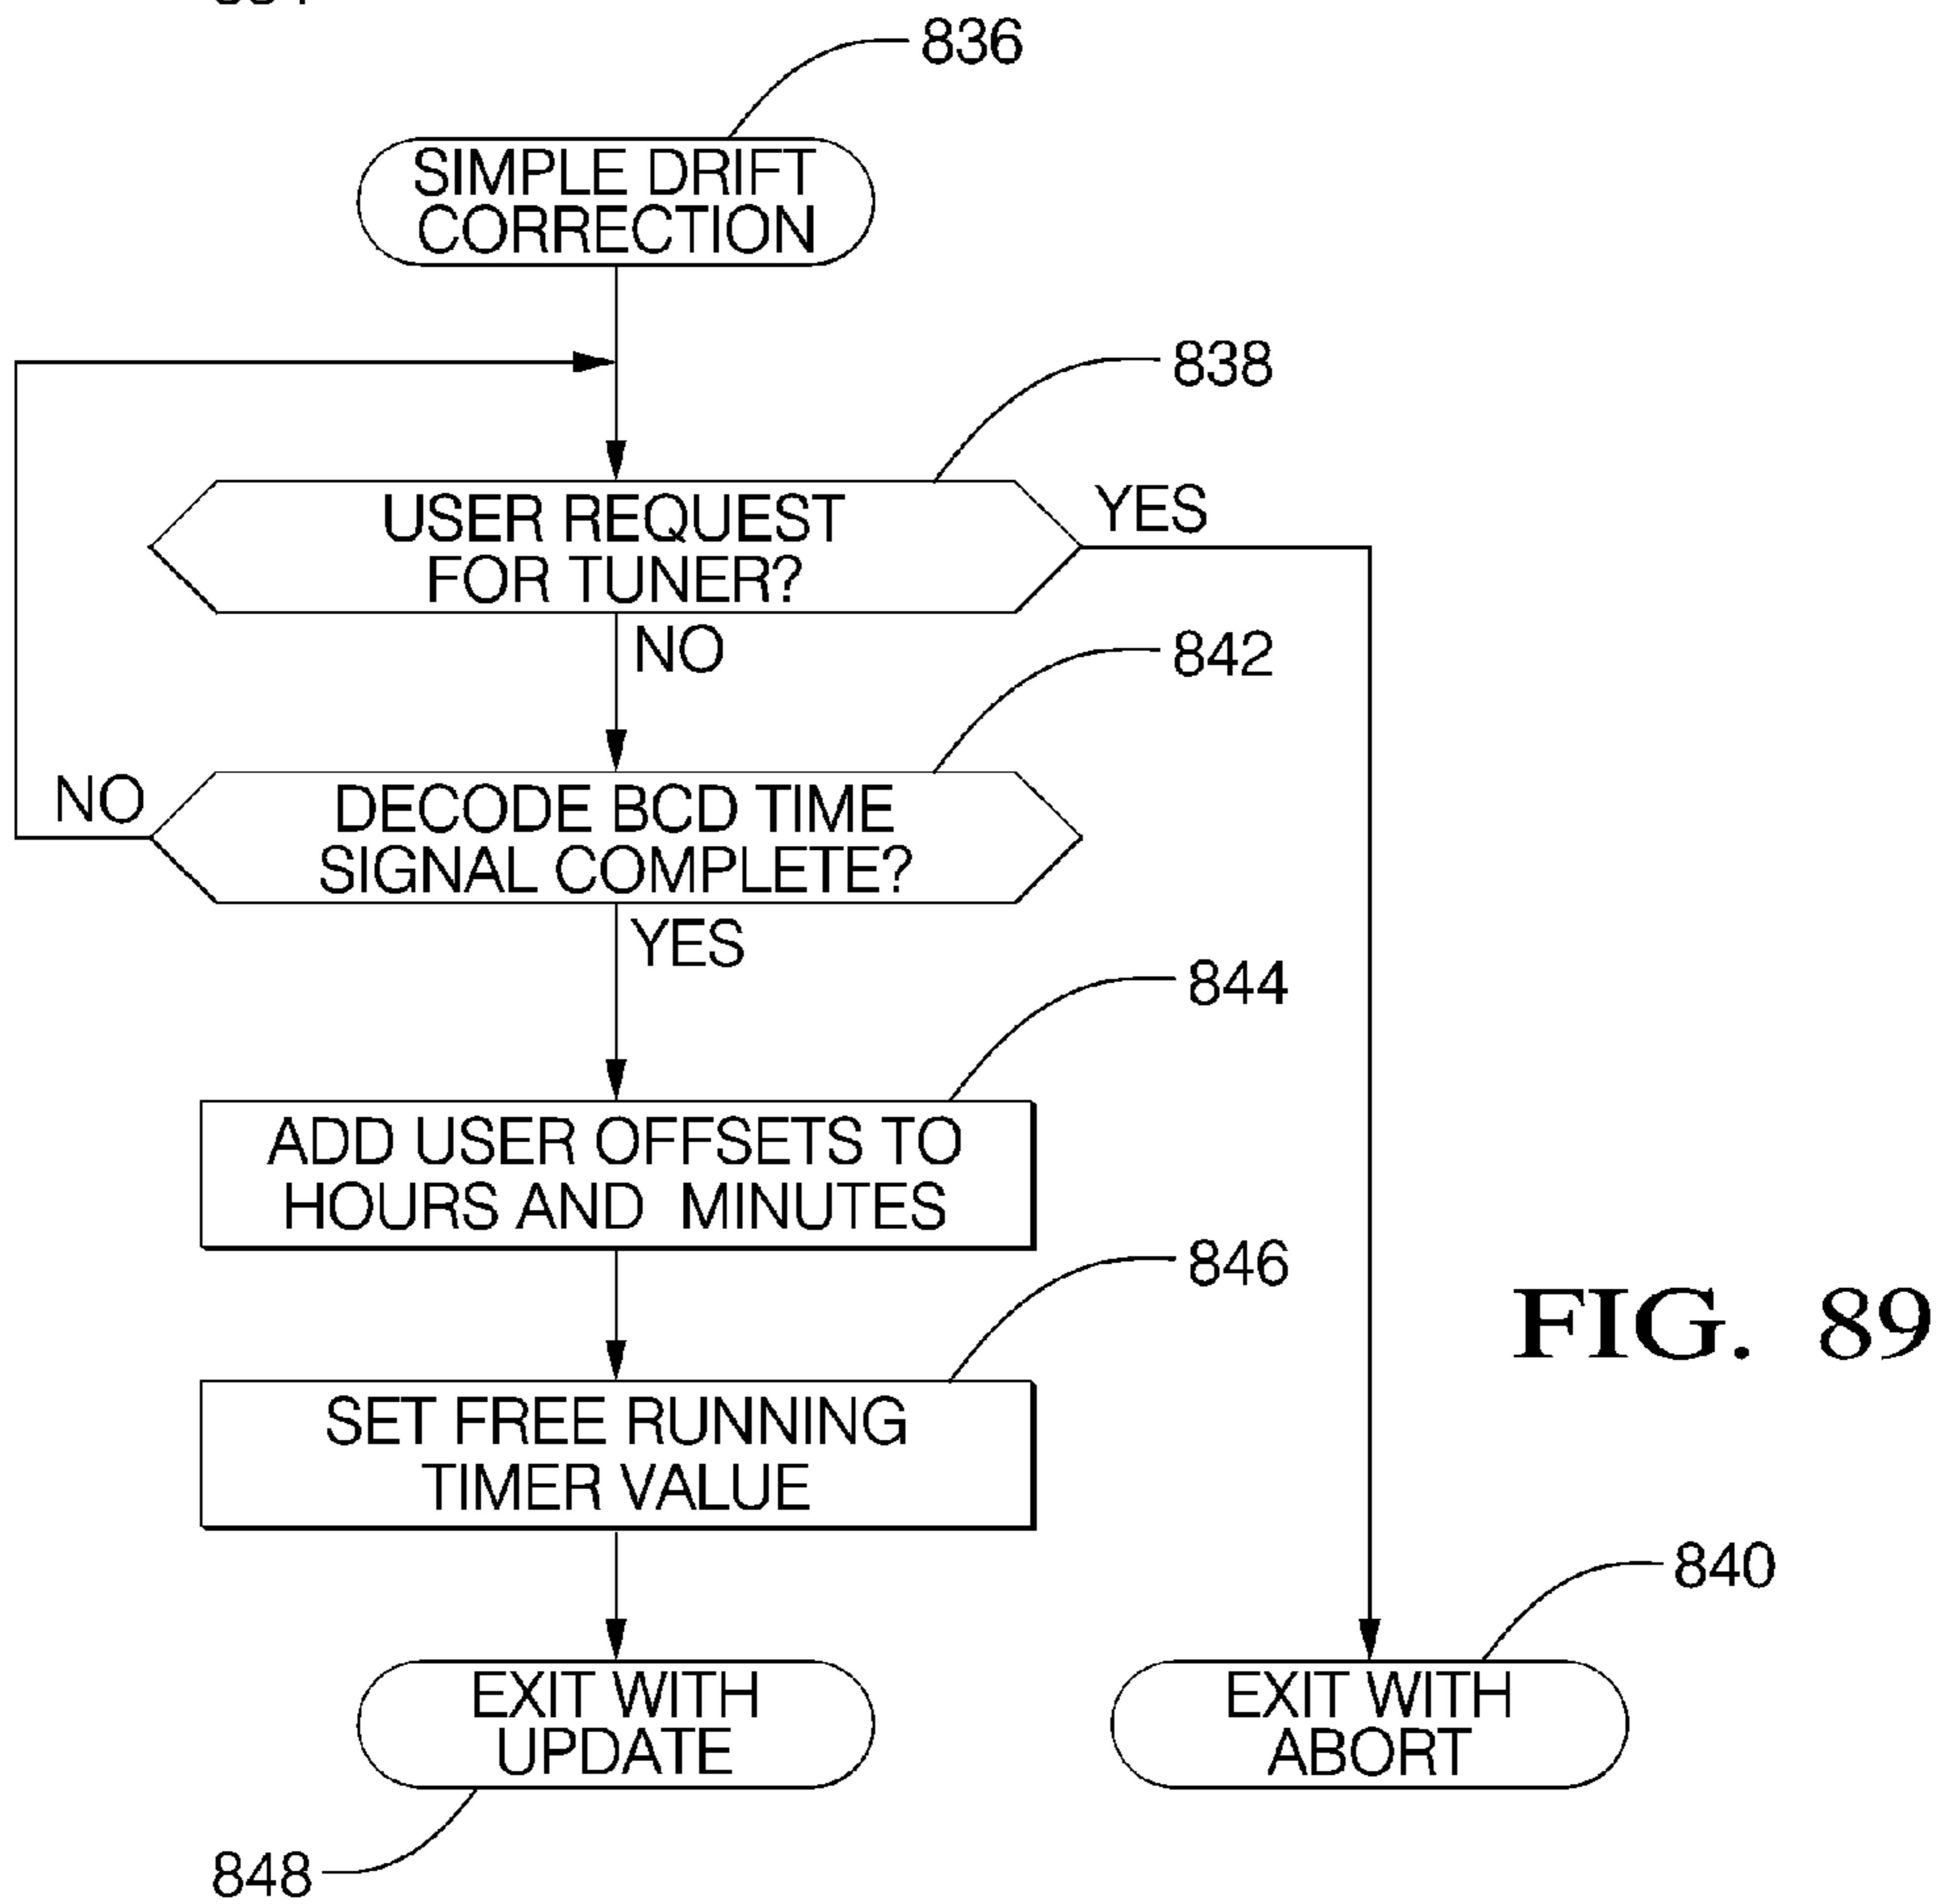 836
SIMPLE DRIFT
CORRECTION
838
USER REQUEST
FOR TUNER?
YES
NO
842
DECODE BCD TIME
SIGNAL COMPLETE?
NO
YES
844
ADD USER OFFSETS TO
HOURS AND MINUTES
846
SET FREE RUNNING
TIMER VALUE
FIG. 89
840
EXIT WITH
UPDATE
EXIT WITH
ABORT
848